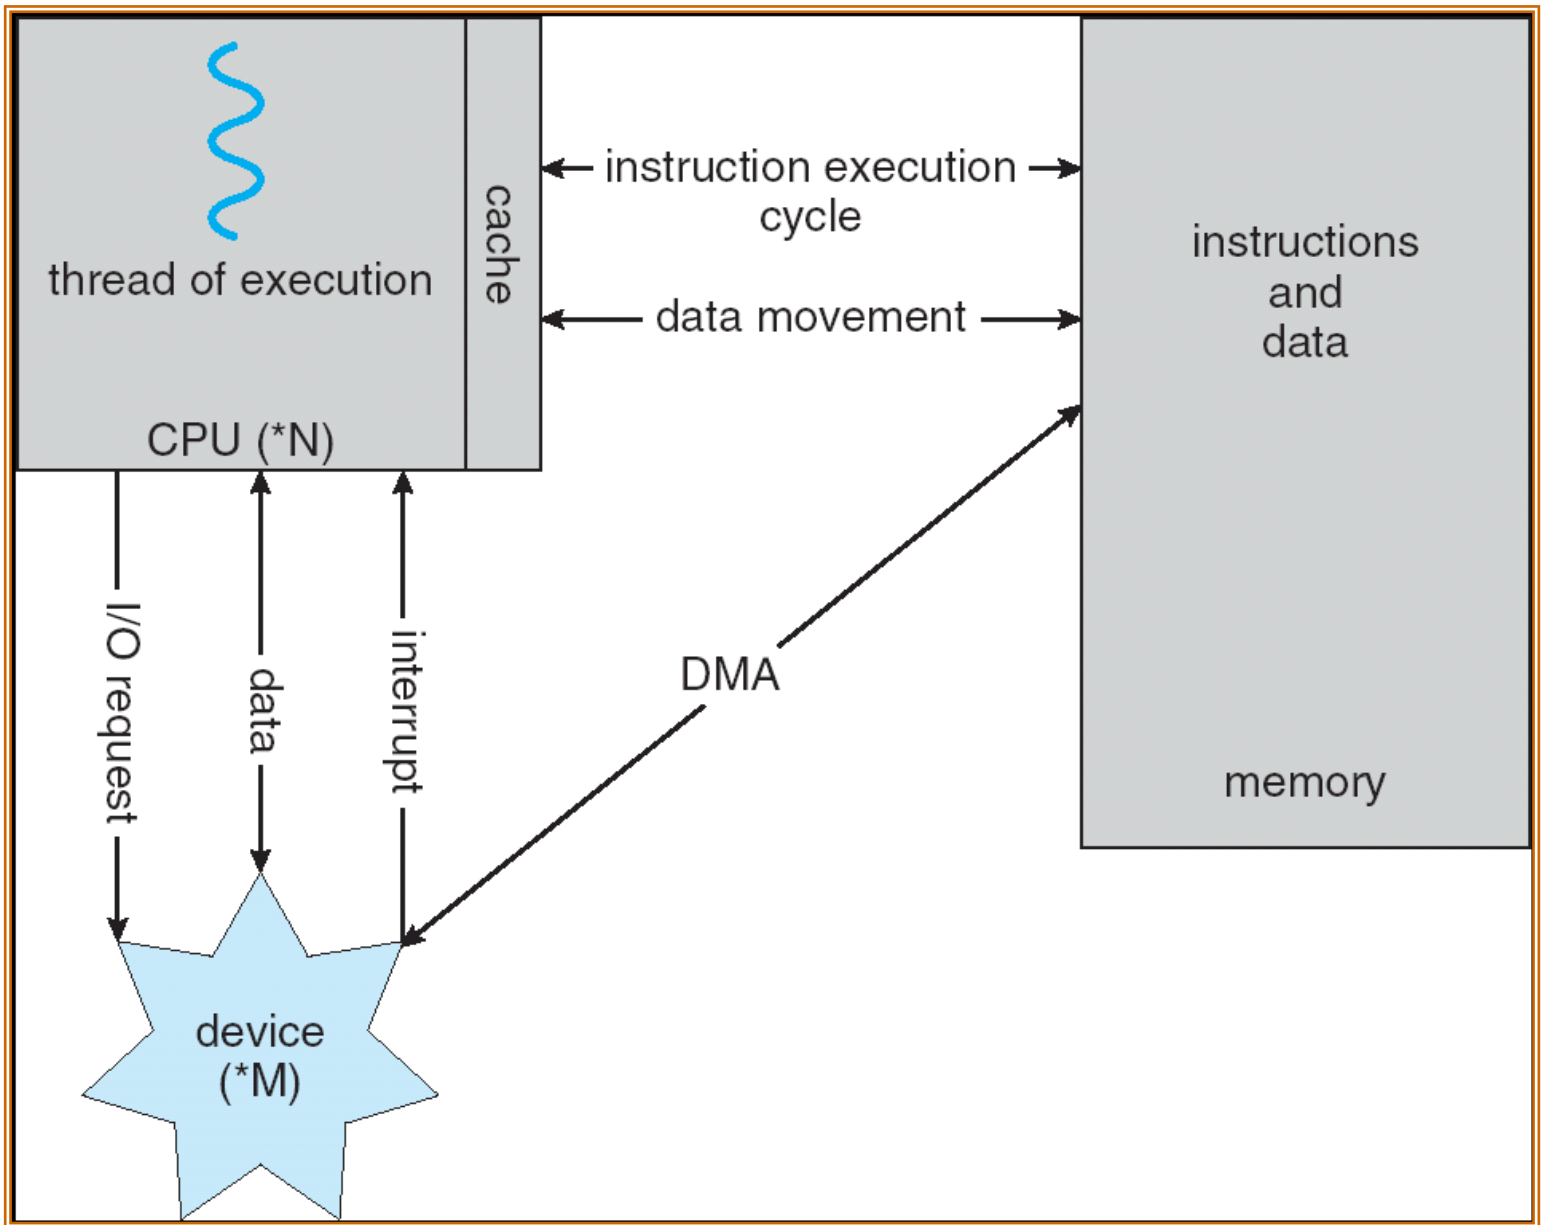 thread of execution
cache
CPU (*N)
instruction execution
cycle
data movement
instructions
and
data
memory
I/O request
data
interrupt
DMA
device
(*M)